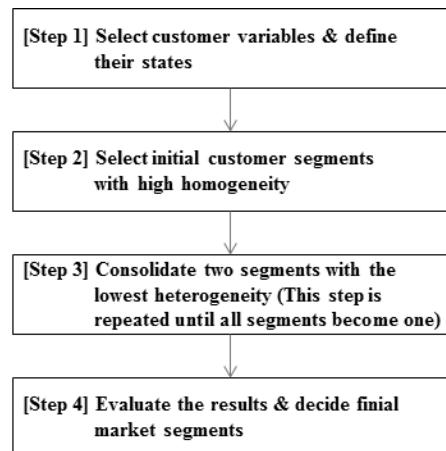 [Step 1] Select customer variables & define
their states
[Step 2] Select initial customer segments
with high homogeneity
[Step 3] Consolidate two segments with the
lowest heterogeneity (This step is
repeated until all segments become one)
[Step 4] Evaluate the results & decide finial
market segments